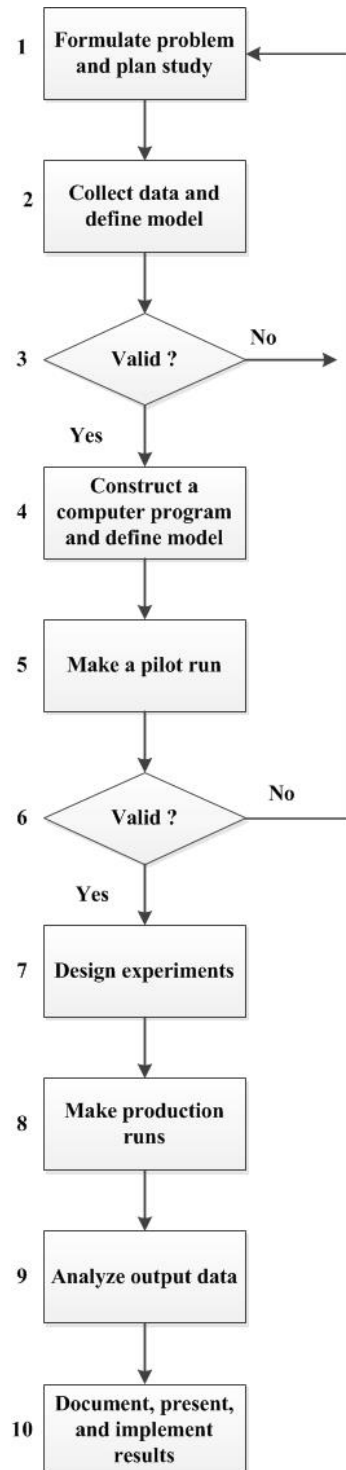 1
Formulate problem
and plan study
2
Collect data and
define model
3
Valid ?
No
Yes
4
Construct a
computer program
and define model
5
Make a pilot run
6
Valid ?
No
Yes
7
Design experiments
8
Make production
runs
9
Analyze output data
10
Document, present,
and implement
results